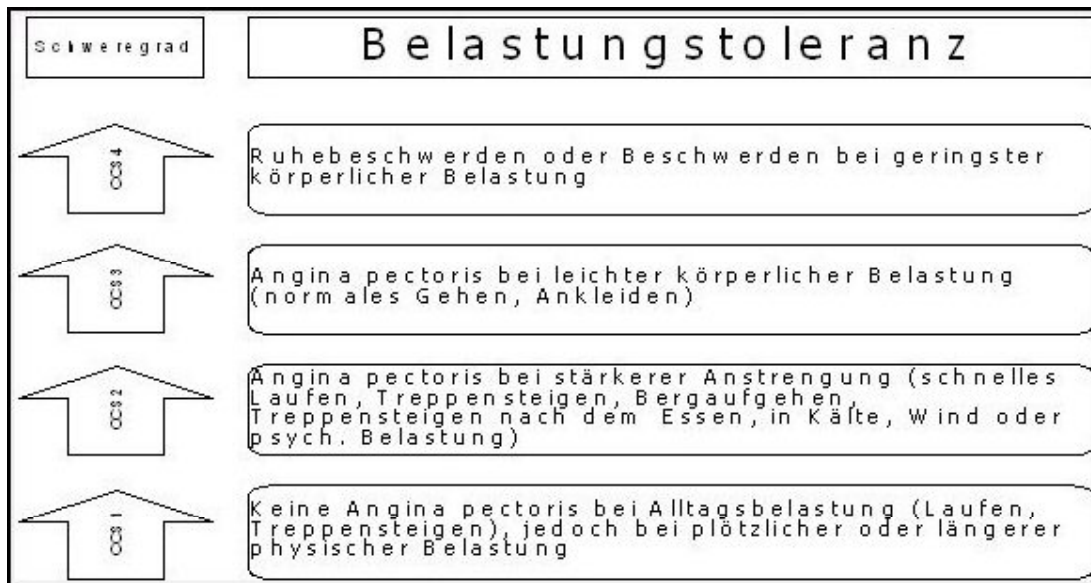 Schweregrad
Belastungstoleranz
CCS 4
Ruhebeschwerden oder Beschwerden bei geringster
körperlicher Belastung
CCS 3
Angina pectoris bei leichter körperlicher Belastung
(normales Gehen, Ankleiden)
CCS 2
Angina pectoris bei stärkerer Anstrengung (schnelles
Laufen, Treppensteigen, Bergaufgehen,
Treppensteigen nach dem Essen, in Kälte, Wind oder
psych. Belastung)
CCS 1
Keine Angina pectoris bei Alltagsbelastung (Laufen,
Treppensteigen), jedoch bei plötzlicher oder längerer
physischer Belastung